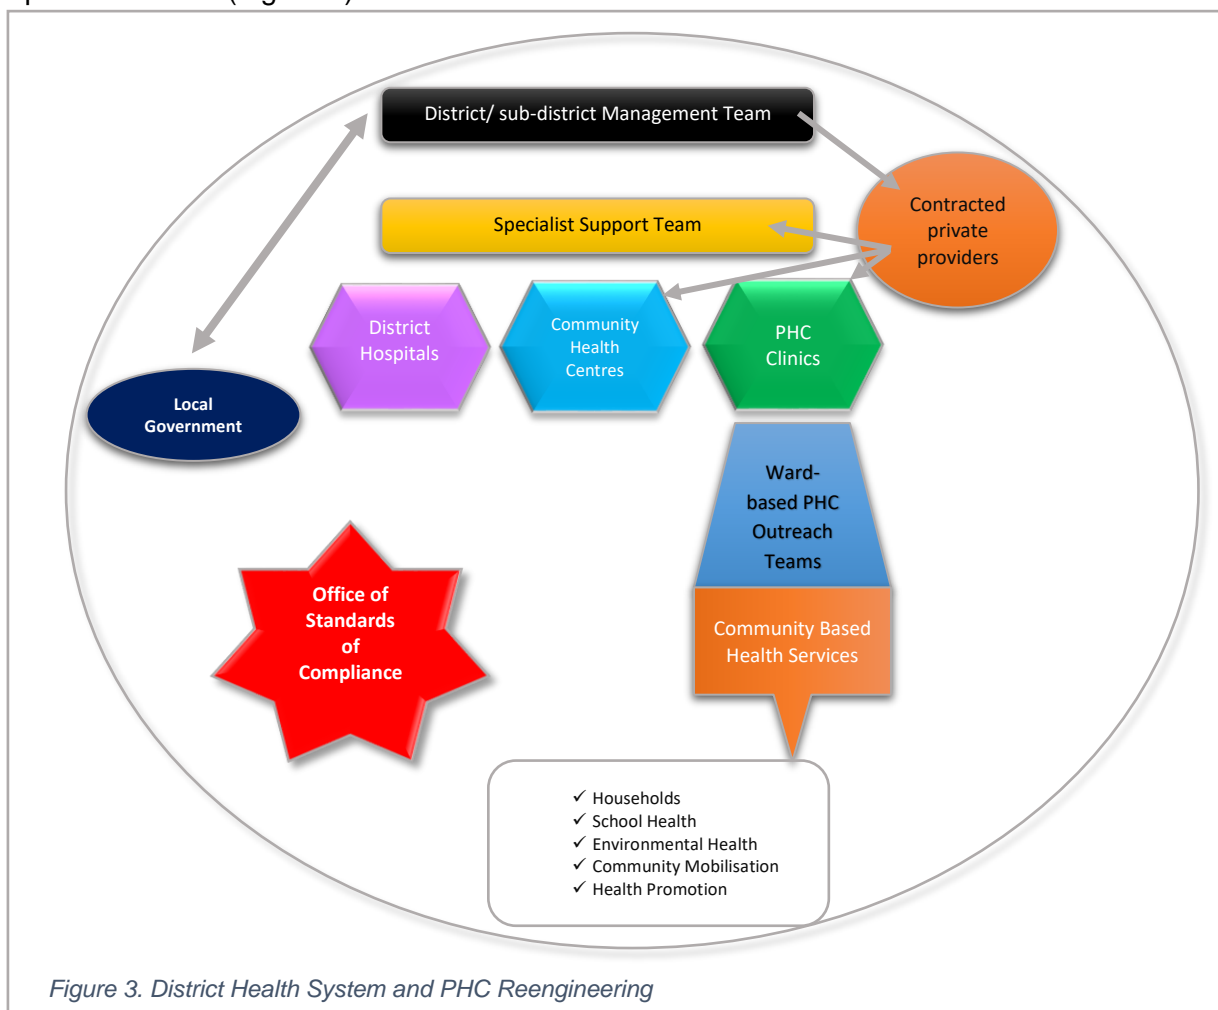 District/ sub-district Management Team
Contracted
private
providers
Specialist Support Team
District
Hospitals
Community
Health
Centres
PHC
Clinics
Local
Government
Ward-
based PHC
Outreach
Teams
Office of
Standards
of
Compliance
Community Based
Health Services
✓ Households
✓ School Health
✓ Environmental Health
✓ Community Mobilisation
✓ Health Promotion
Figure 3. District Health System and PHC Reengineering